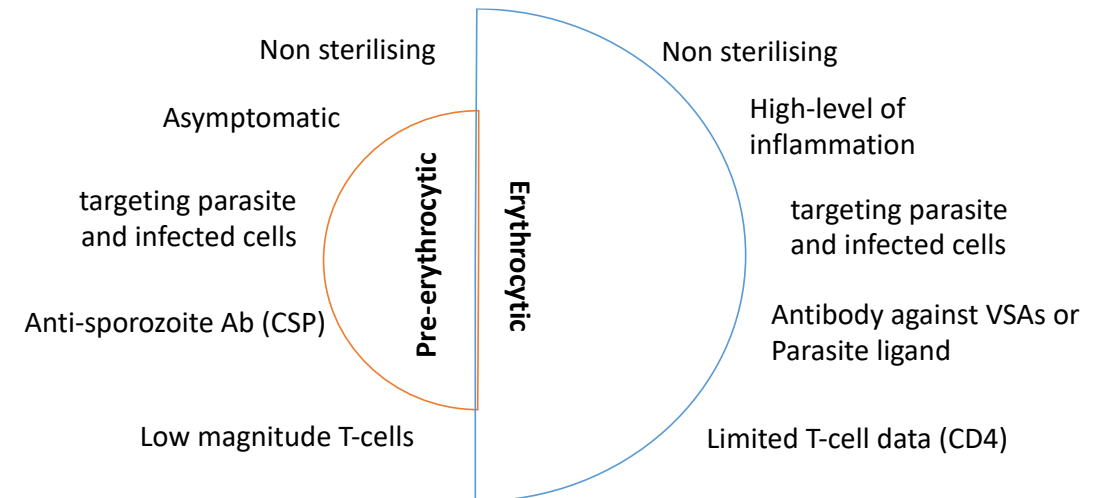 Non sterilising
Asymptomatic
targeting parasite
and infected cells
Anti-sporozoite Ab (CSP)
Low magnitude T-cells
Pre-erythrocytic
Erythrocytic
Non sterilising
High-level of
inflammation
targeting parasite
and infected cells
Antibody against VSAs or
Parasite ligand
Limited T-cell data (CD4)